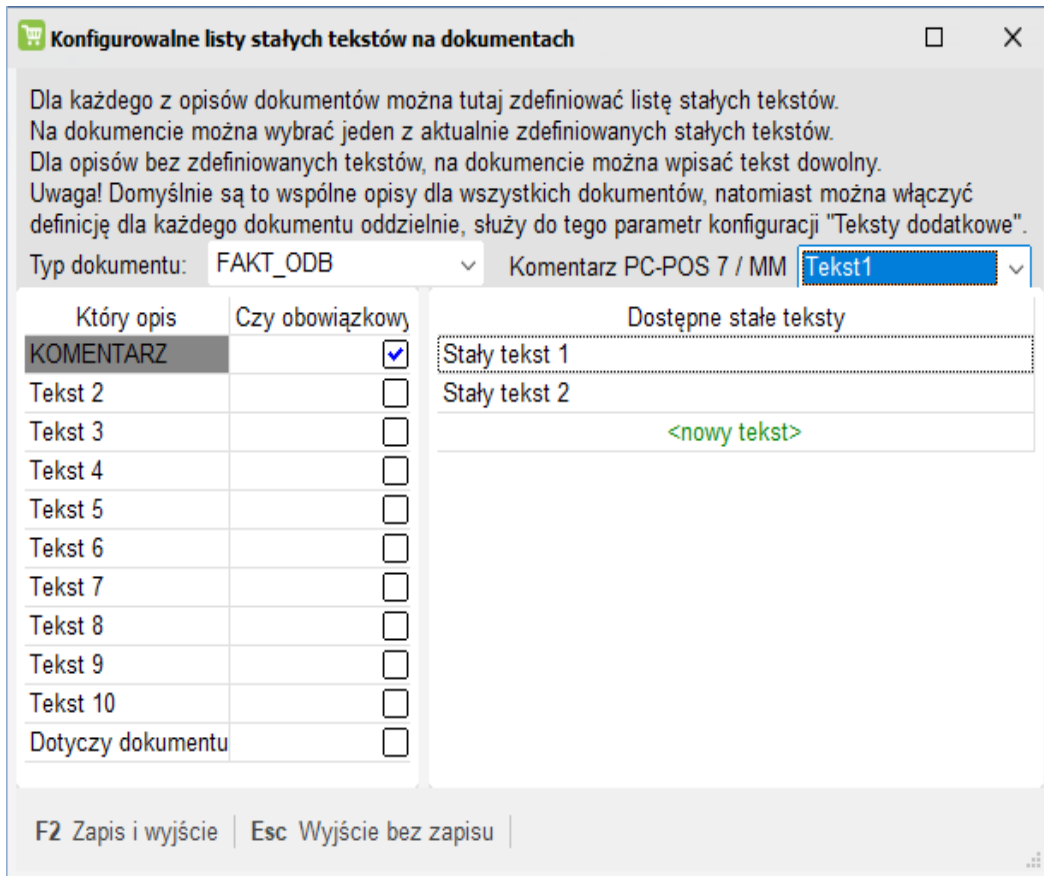 Konfigurowalne listy stałych tekstów na dokumentach
Dla każdego z opisów dokumentów można tutaj zdefiniować listę stałych tekstów.
Na dokumencie można wybrać jeden z aktualnie zdefiniowanych stałych tekstów.
Dla opisów bez zdefiniowanych tekstów, na dokumencie można wpisać tekst dowolny.
Uwaga! Domyślnie są to wspólne opisy dla wszystkich dokumentów, natomiast można włączyć
definicję dla każdego dokumentu oddzielnie, służy do tego parametr konfiguracji "Teksty dodatkowe".
Typ dokumentu: FAKT_ODB Komentarz PC-POS 7 / MM Tekst1
Który opis Czy obowiązkowy Dostępne stałe teksty
KOMENTARZ Stały tekst 1
Tekst 2 Stały tekst 2
Tekst 3 <nowy tekst>
Tekst 4
Tekst 5
Tekst 6
Tekst 7
Tekst 8
Tekst 9
Tekst 10
Dotyczy dokumentu
F2 Zapis i wyjście Esc Wyjście bez zapisu